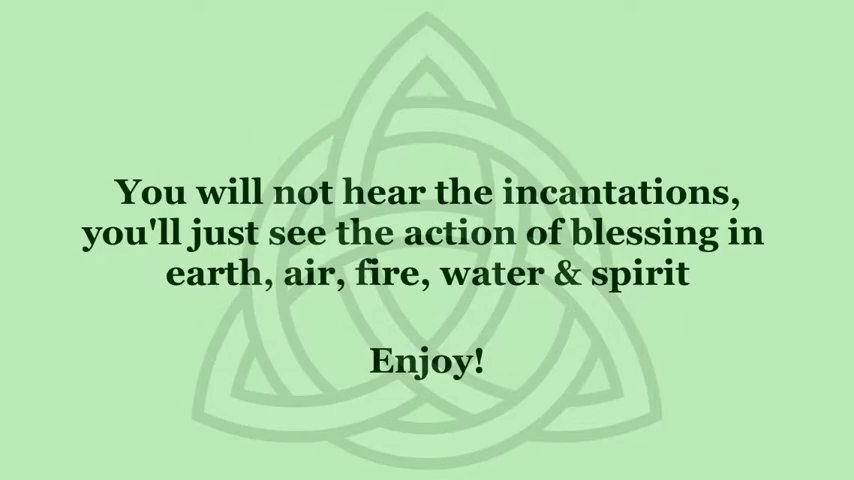 You will not hear the incantations,
you'll just see the action of blessing in
earth, air, fire, water & spirit
Enjoy!